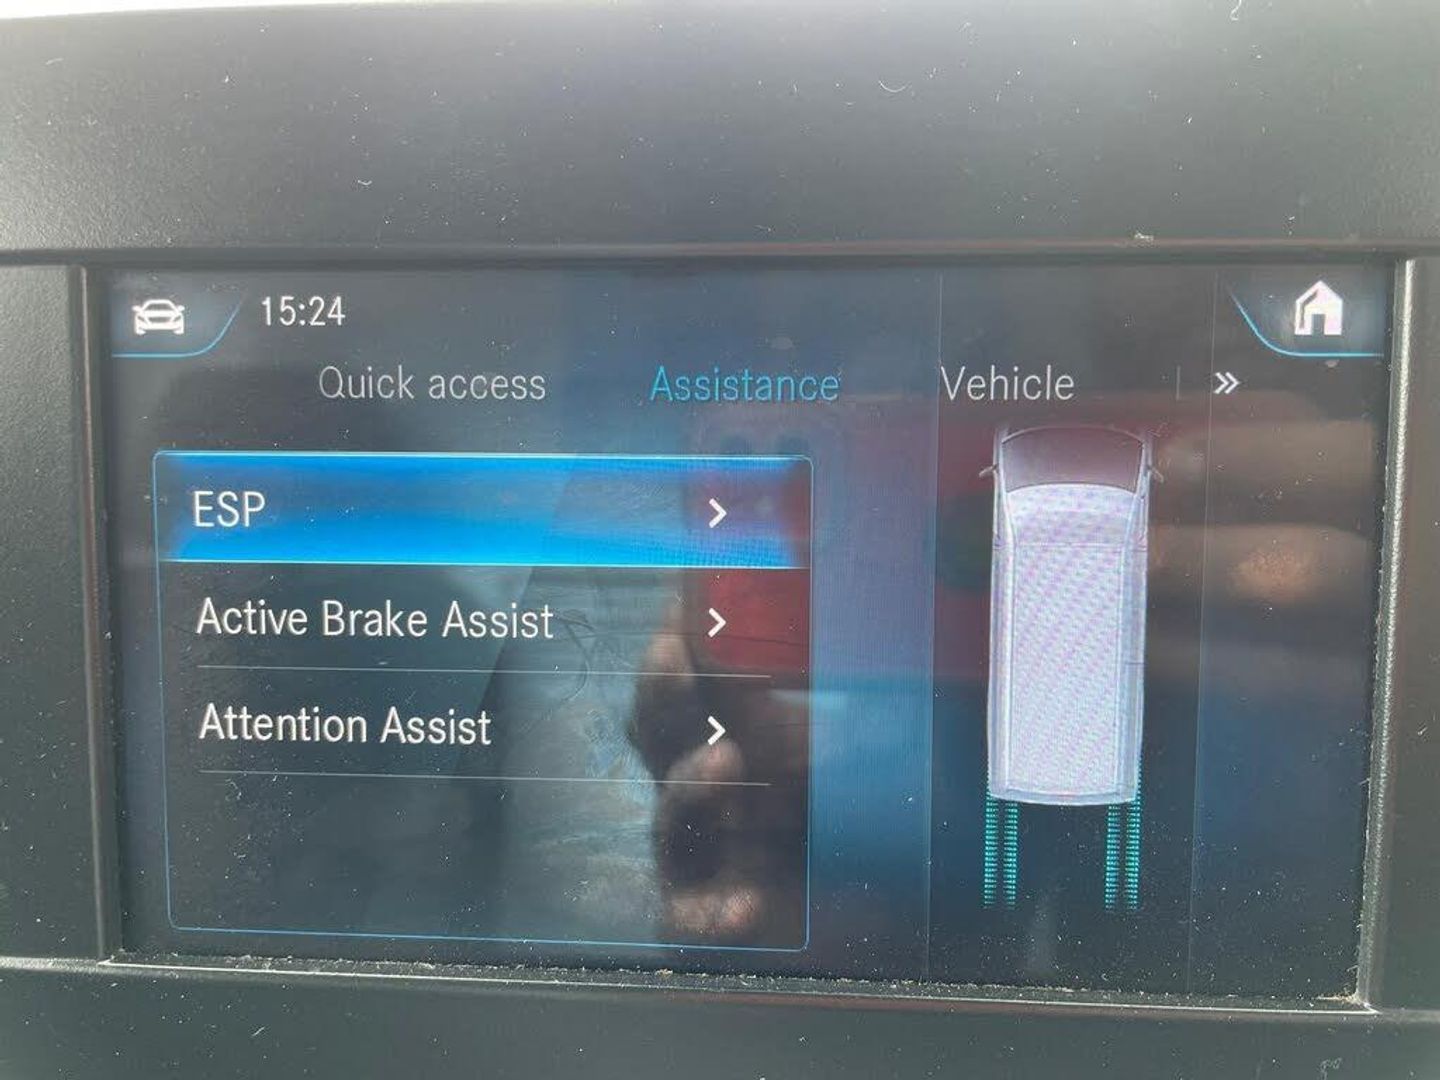 15:24
Quick access Assistance Vehicle »
ESP
Active Brake Assist
Attention Assist